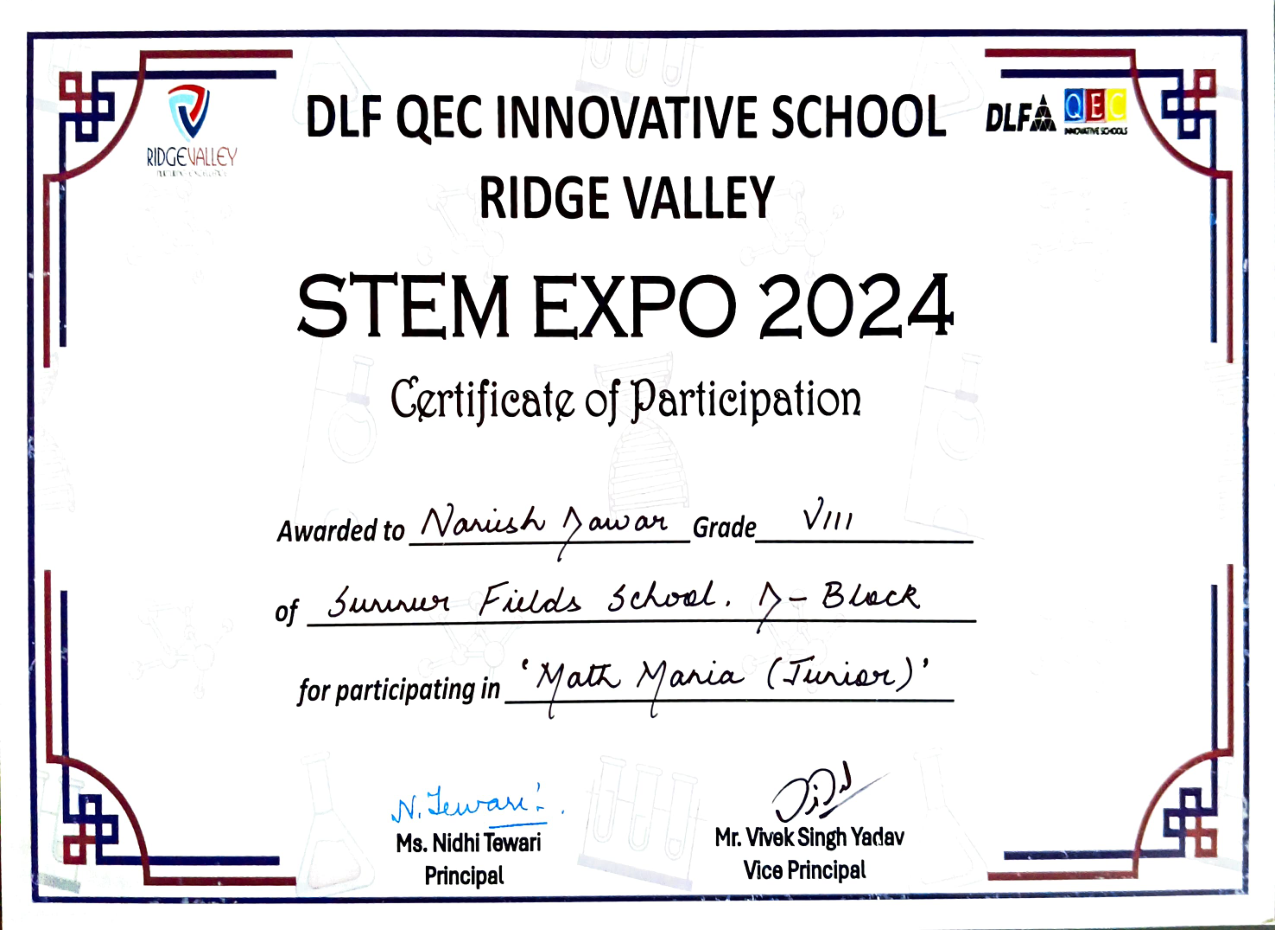 DLF QEC INNOVATIVE SCHOOL
RIDGE VALLEY
RIDGEVALLEY
DLF QEC
INNOVATIVE SCHOOLS
STEM EXPO 2024
Certificate of Participation
Awarded to Dawar Grade VIII
of Summer Fields School. D - Block
for participating in 'Math Mania (Junior)'
N. Tewari
Ms. Nidhi Tewari
Principal
Mr. Vivek Singh Yadav
Vice Principal